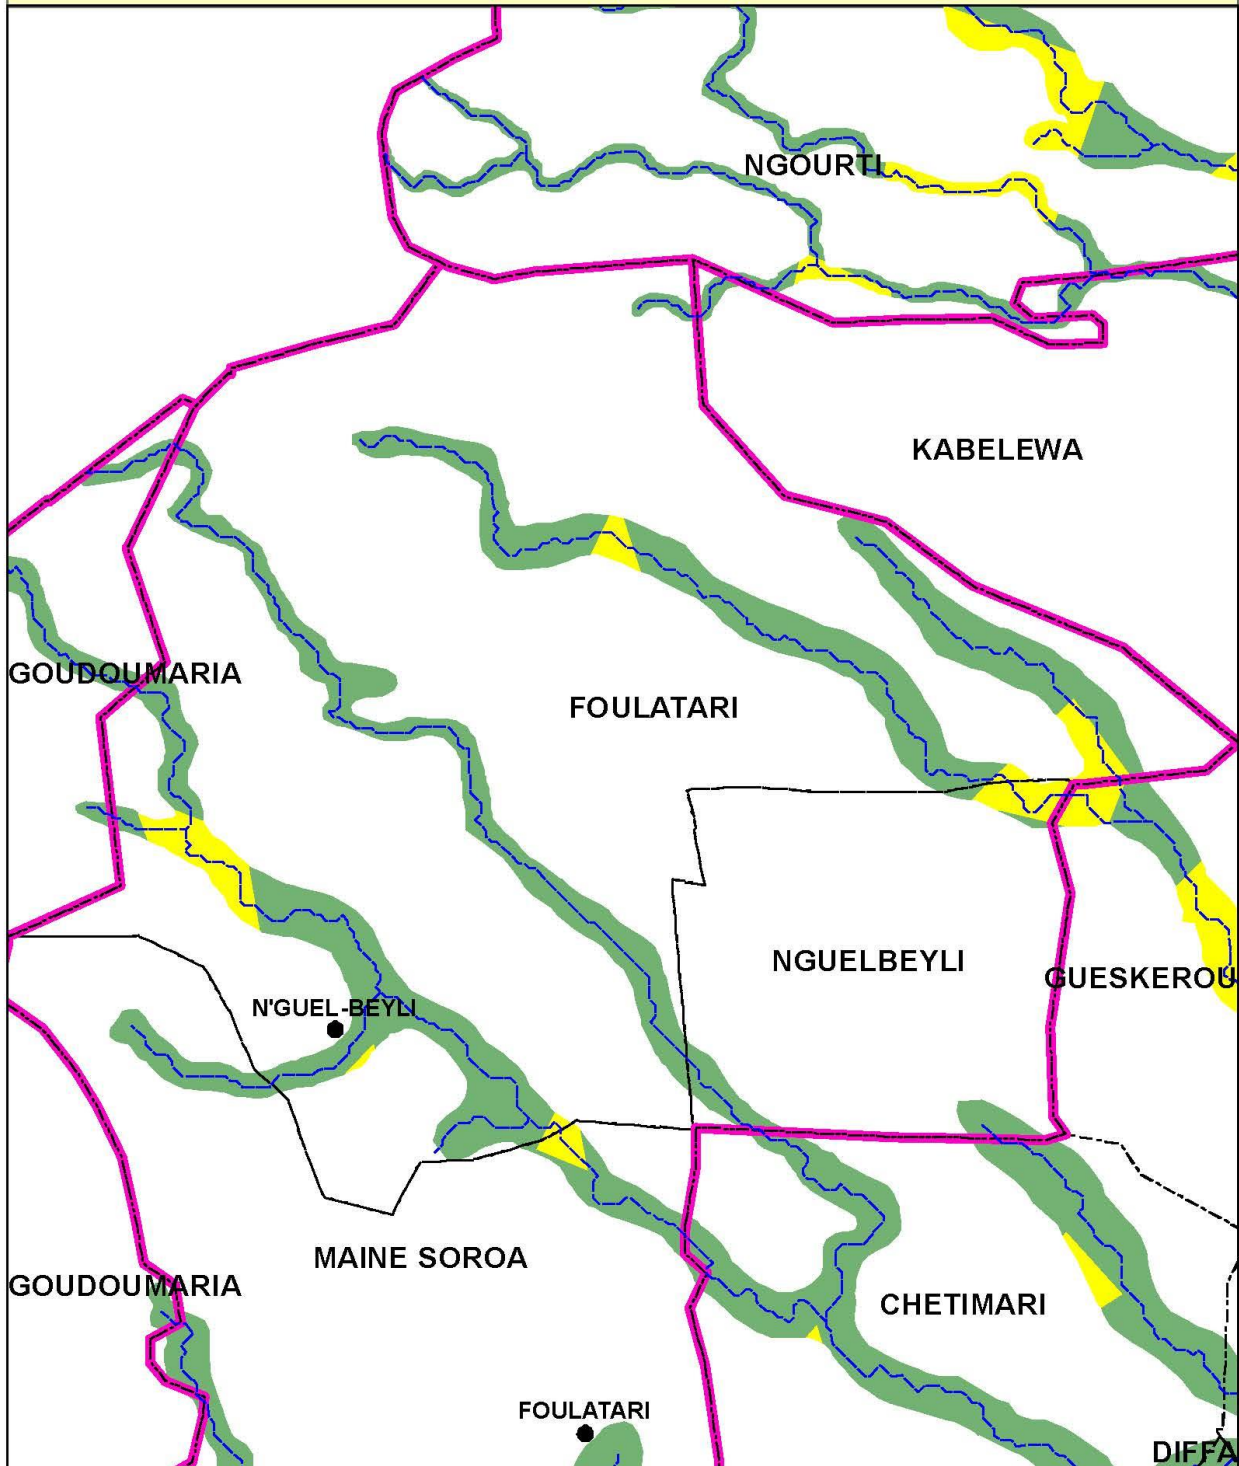 NGOURTI
KABELEWA
GOUDOUMARIA
FOULATARI
NGUELBEYLI
GUESKEROU
N'GUEL-BEYLI
MAINE SOROA
GOUDOUMARIA
CHETIMARI
FOULATARI
DIFFA